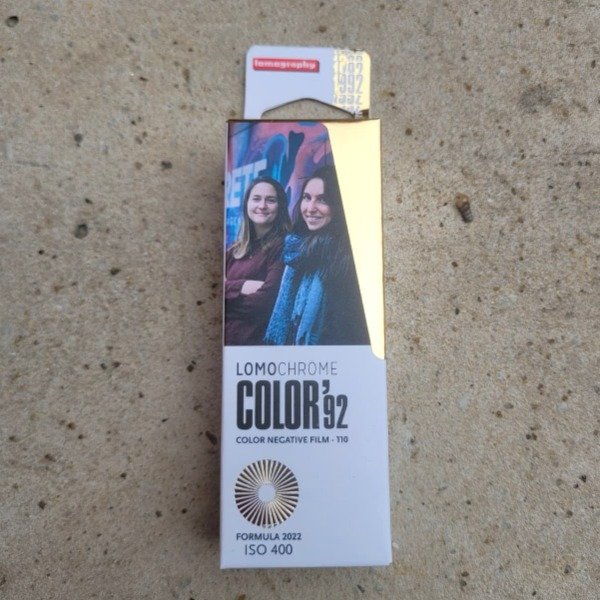 lomography
992
LOMOCHROME
COLOR'92
COLOR NEGATIVE FILM - 110
FORMULA 2022
ISO 400